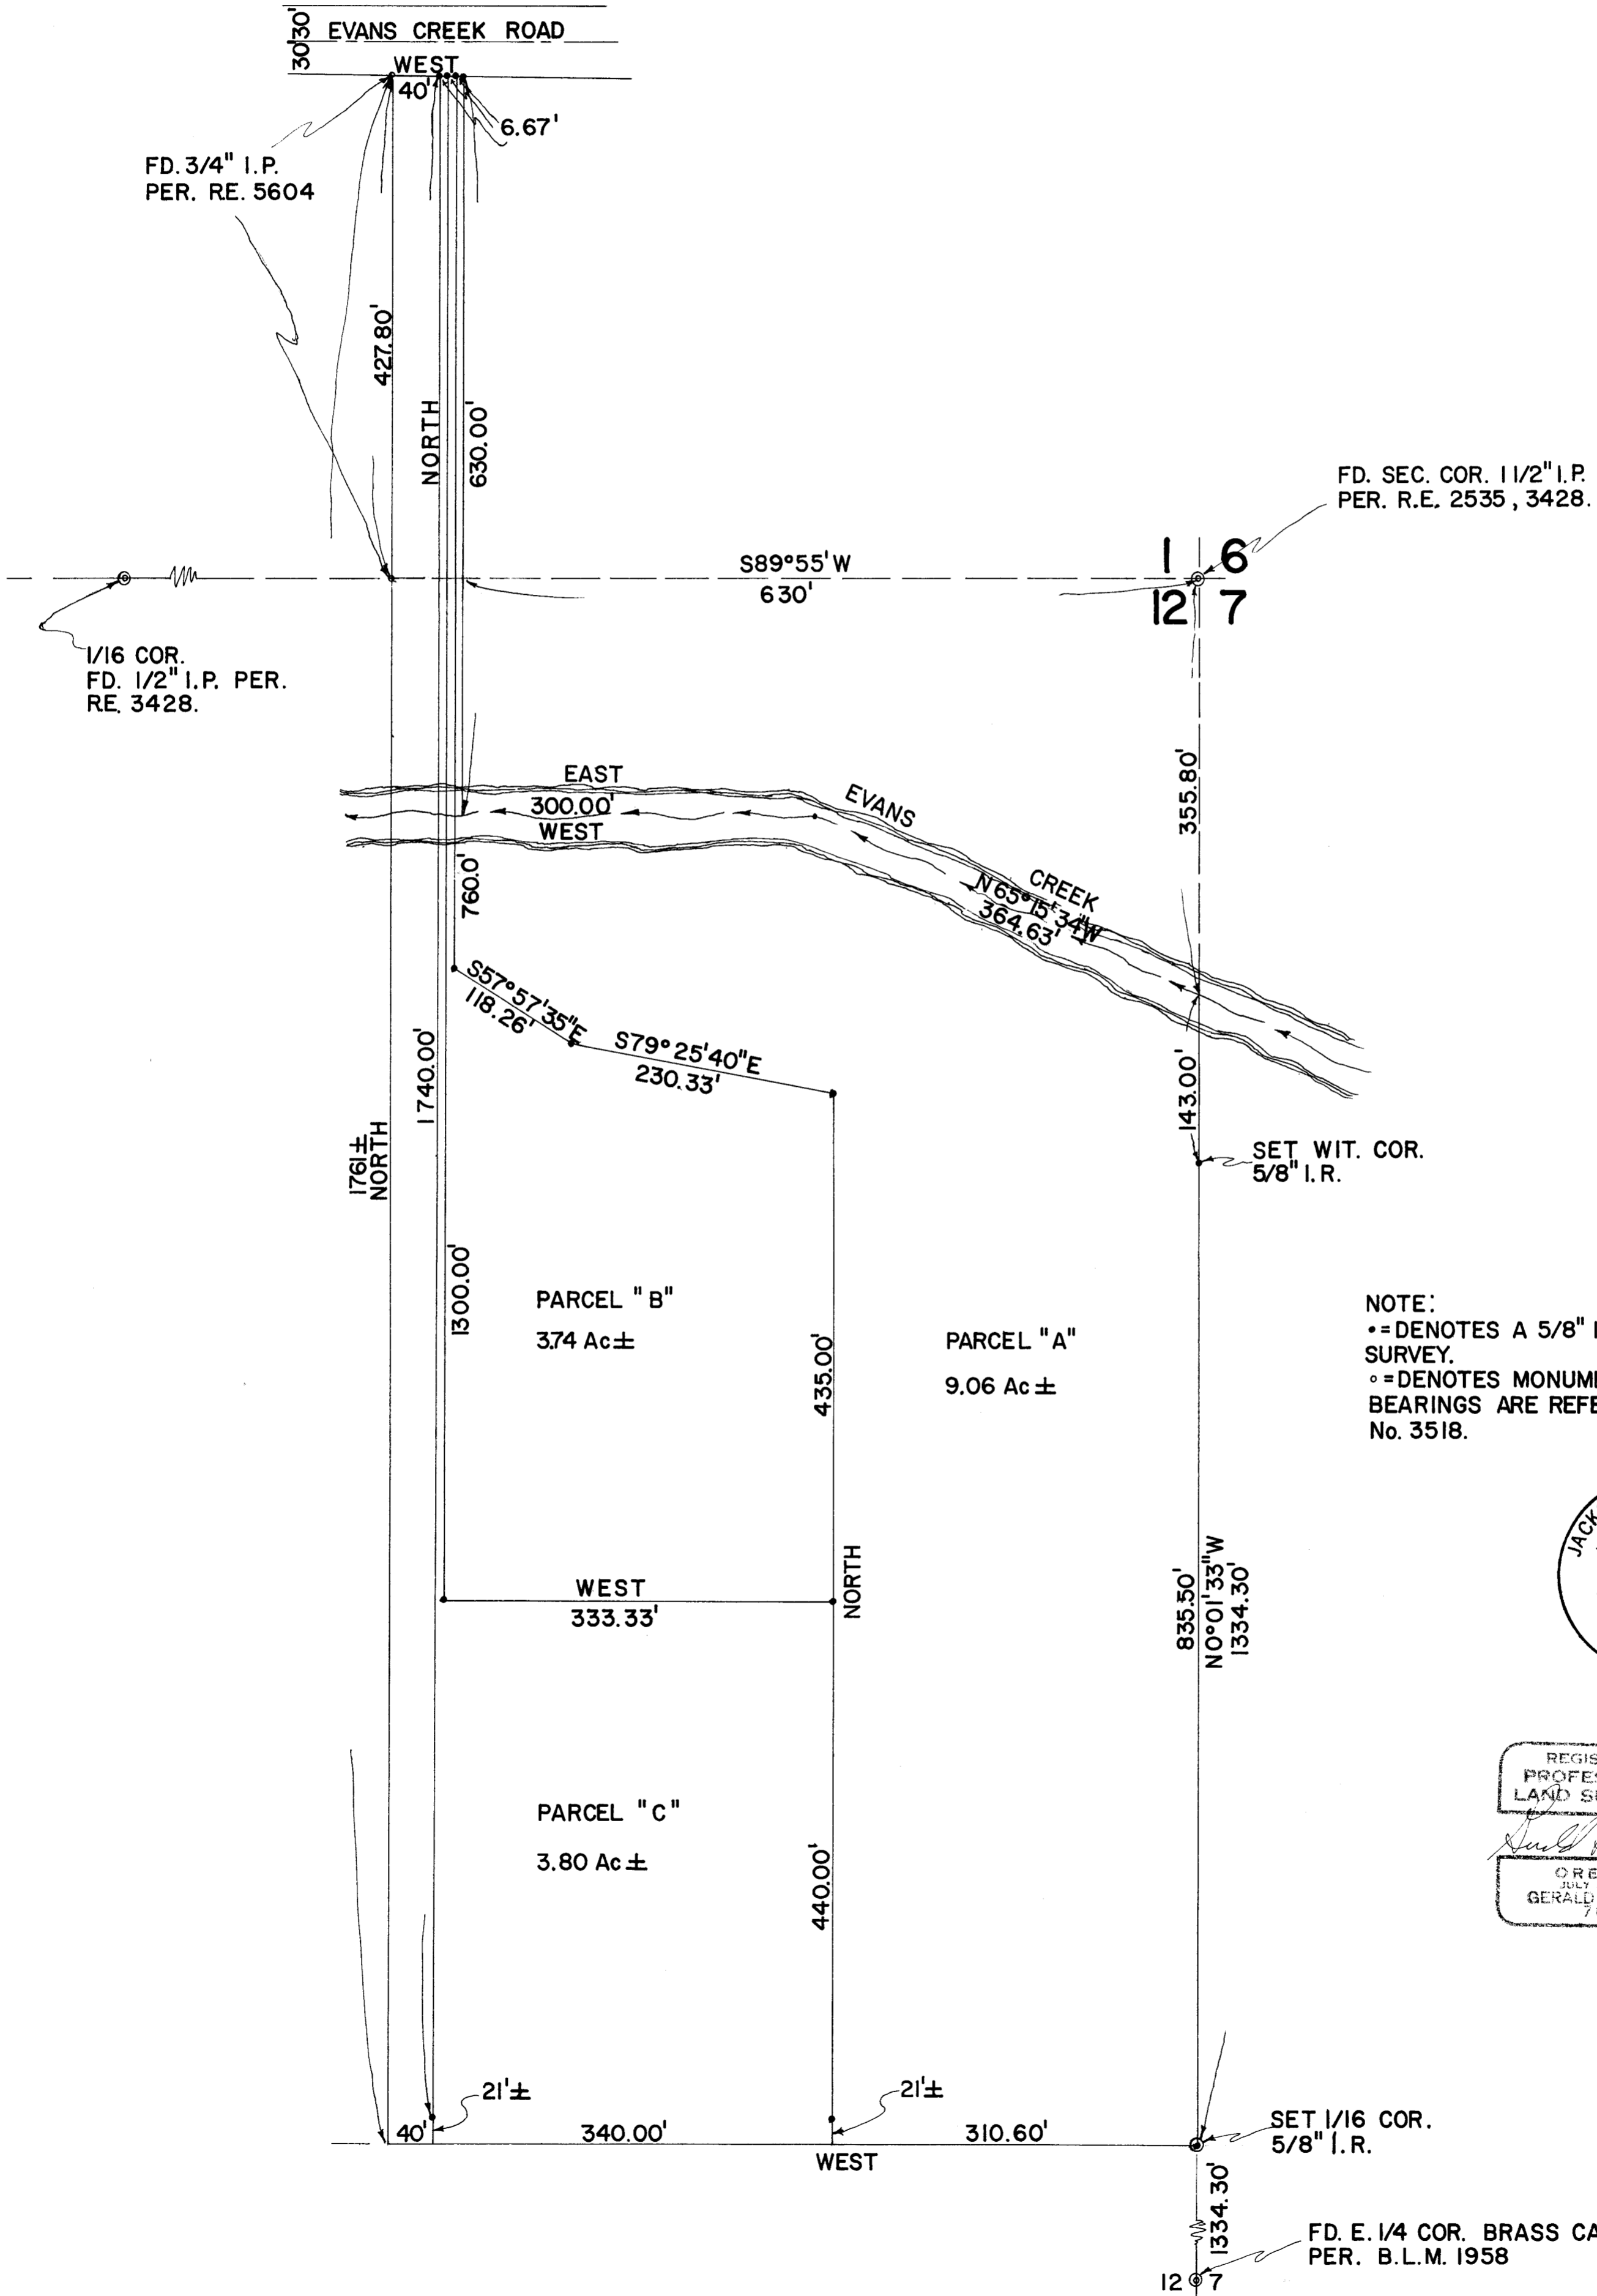 30'
30'
EVANS CREEK ROAD
WEST
40'
6.67'
FD. 3/4" I.P.
PER. RE. 5604
427.80'
NORTH
630.00'
FD. SEC. COR. 1 1/2" I.P.
PER. R.E. 2535, 3428.
1
6
12
7
S89°55'W
630'
1/16 COR.
FD. 1/2" I.P. PER.
RE. 3428.
355.80'
EAST
300.00'
WEST
EVANS
CREEK
N65°15'34"W
364.63'
760.0'
S57°57'35"E
118.26'
S79°25'40"E
230.33'
143.00'
SET WIT. COR.
5/8" I.R.
1740.00'
1761±
NORTH
1300.00'
PARCEL "B"
3.74 Ac±
435.00'
PARCEL "A"
9.06 Ac±
NOTE:
•=DENOTES A 5/8"
SURVEY.
°=DENOTES
BEARINGS ARE
No. 3518.
NORTH
WEST
333.33'
835.50'
N0°01'33"W
1334.30'
PARCEL "C"
3.80 Ac±
440.00'
LAND
JULY
GERALD
21'±
21'±
40'
340.00'
310.60'
WEST
SET 1/16 COR.
5/8" I.R.
1334.30'
FD. E. 1/4 COR. BRASS
PER. B.L.M. 1958
12
7